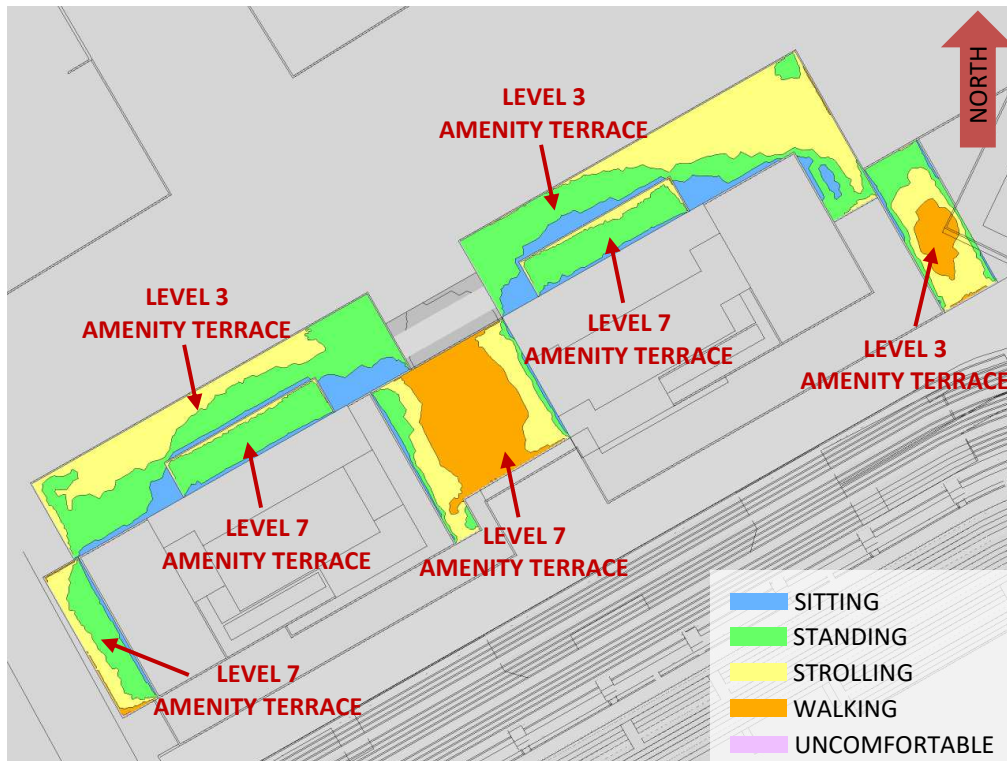 NORTH
LEVEL 3
AMENITY TERRACE
LEVEL 3
AMENITY TERRACE
LEVEL 7
AMENITY TERRACE
LEVEL 3
AMENITY TERRACE
LEVEL 7
AMENITY TERRACE
LEVEL 7
AMENITY TERRACE
LEVEL 7
AMENITY TERRACE
SITTING
STANDING
STROLLING
WALKING
UNCOMFORTABLE